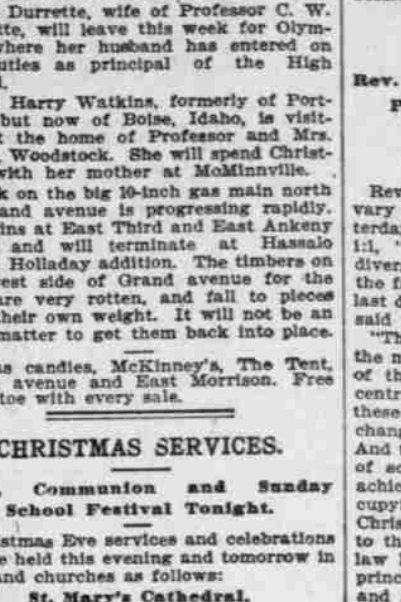 Durrette, wife of Professor C. W.
tte, will leave this week for Olym-
where her husband has entered on
uties as principal of the High
l.
Harry Watkins, formerly of Port-
but now of Boise, Idaho, is visit-
t the home of Professor and Mrs.
Woodstock. She will spend Christ-
with her mother at McMinnville.
k on the big 10-inch gas main north
and avenue is progressing rapidly.
ins at East Third and East Ankeny
and will terminate at Hassalo
Holladay addition. The timbers on
est side of Grand avenue for the
are very rotten, and fall to pieces
heir own weight. It will not be an
matter to get them back into place.
as candies, McKinney's, The Tent,
avenue and East Morrison. Free
toe with every sale.
CHRISTMAS SERVICES.
Communion and Sunday
School Festival Tonight.
istmas Eve services and celebrations
e held this evening and tomorrow in
and churches as follows:
St. Mary's Cathedral.
Rev.
P
Rev
vary
terda
1:1, "
diver
the f
last d
said
"Th
the m
of th
centr
these
chang
And t
of so
achie
cupy
Chris
to th
law
princ
and